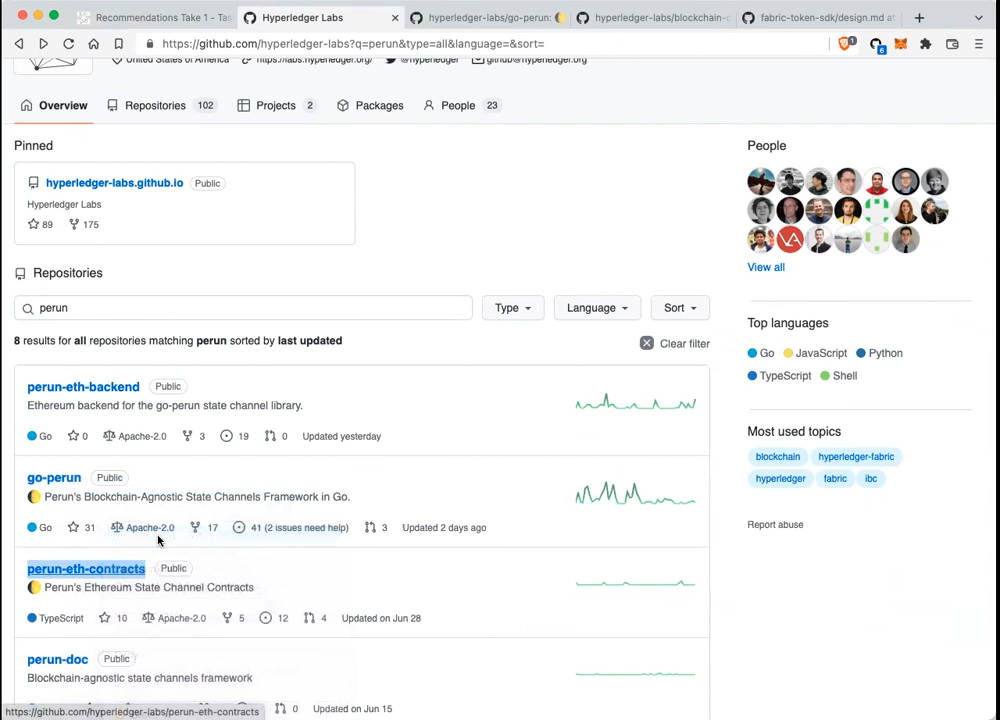 Recommendations Take 1 - Tas
Hyperledger Labs
hyperledger-labs/go-perun:
hyperledger-labs/blockchain-c
fabric-token-sdk/design.md at
https://github.com/hyperledger-labs?q=perun&type=all&language=&sort=
1
6
United States of America
https://labs.hyperledger.org/
@hyperledger
github@hyperledger.org
Overview
Repositories 102
Projects 2
Packages
People 23
Pinned
hyperledger-labs.github.io Public
Hyperledger Labs
89 175
Repositories
perun
Type
Language
Sort
8 results for all repositories matching perun sorted by last updated
Clear filter
perun-eth-backend Public
Ethereum backend for the go-perun state channel library.
Go 0 Apache-2.0 3 19 0 Updated yesterday
go-perun Public
Perun's Blockchain-Agnostic State Channels Framework in Go.
Go 31 Apache-2.0 17 41 (2 issues need help) 3 Updated 2 days ago
perun-eth-contracts Public
Perun's Ethereum State Channel Contracts
TypeScript 10 Apache-2.0 5 12 4 Updated on Jun 28
perun-doc Public
Blockchain-agnostic state channels framework
0 Updated on Jun 15
https://github.com/hyperledger-labs/perun-eth-contracts
People
View all
Top languages
Go JavaScript Python
TypeScript Shell
Most used topics
blockchain hyperledger-fabric
hyperledger fabric ibc
Report abuse